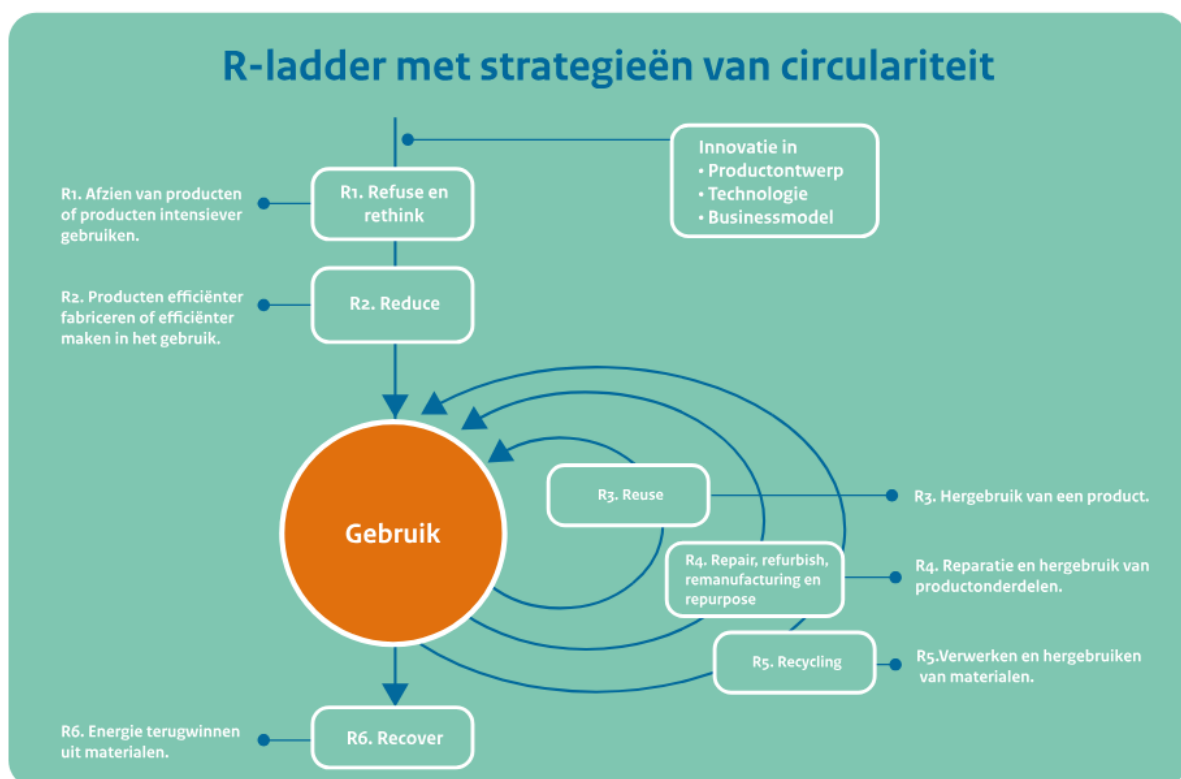 R-ladder met strategieën van circulariteit
Innovatie in
• Productontwerp
• Technologie
• Businessmodel
R1. Afzien van producten
of producten intensiever
gebruiken.
R1. Refuse en
rethink
R2. Producten efficiënter
fabriceren of efficiënter
maken in het gebruik.
R2. Reduce
Gebruik
R3. Reuse
R3. Hergebruik van een product.
R4. Repair, refurbish,
remanufacturing en
repurpose
R4. Reparatie en hergebruik van
productonderdelen.
R5. Recycling
R5.Verwerken en hergebruiken
van materialen.
R6. Energie terugwinnen
uit materialen.
R6. Recover